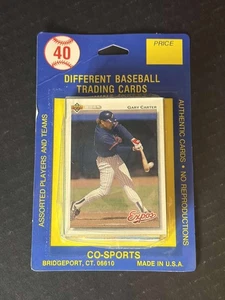 40
PRICE
DIFFERENT BASEBALL
TRADING CARDS
ASSORTED PLAYERS AND TEAMS
AUTHENTIC CARDS • NO REPRODUCTIONS
GARY CARTER
Expos
CO-SPORTS
BRIDGEPORT, CT. 06610
MADE IN U.S.A.